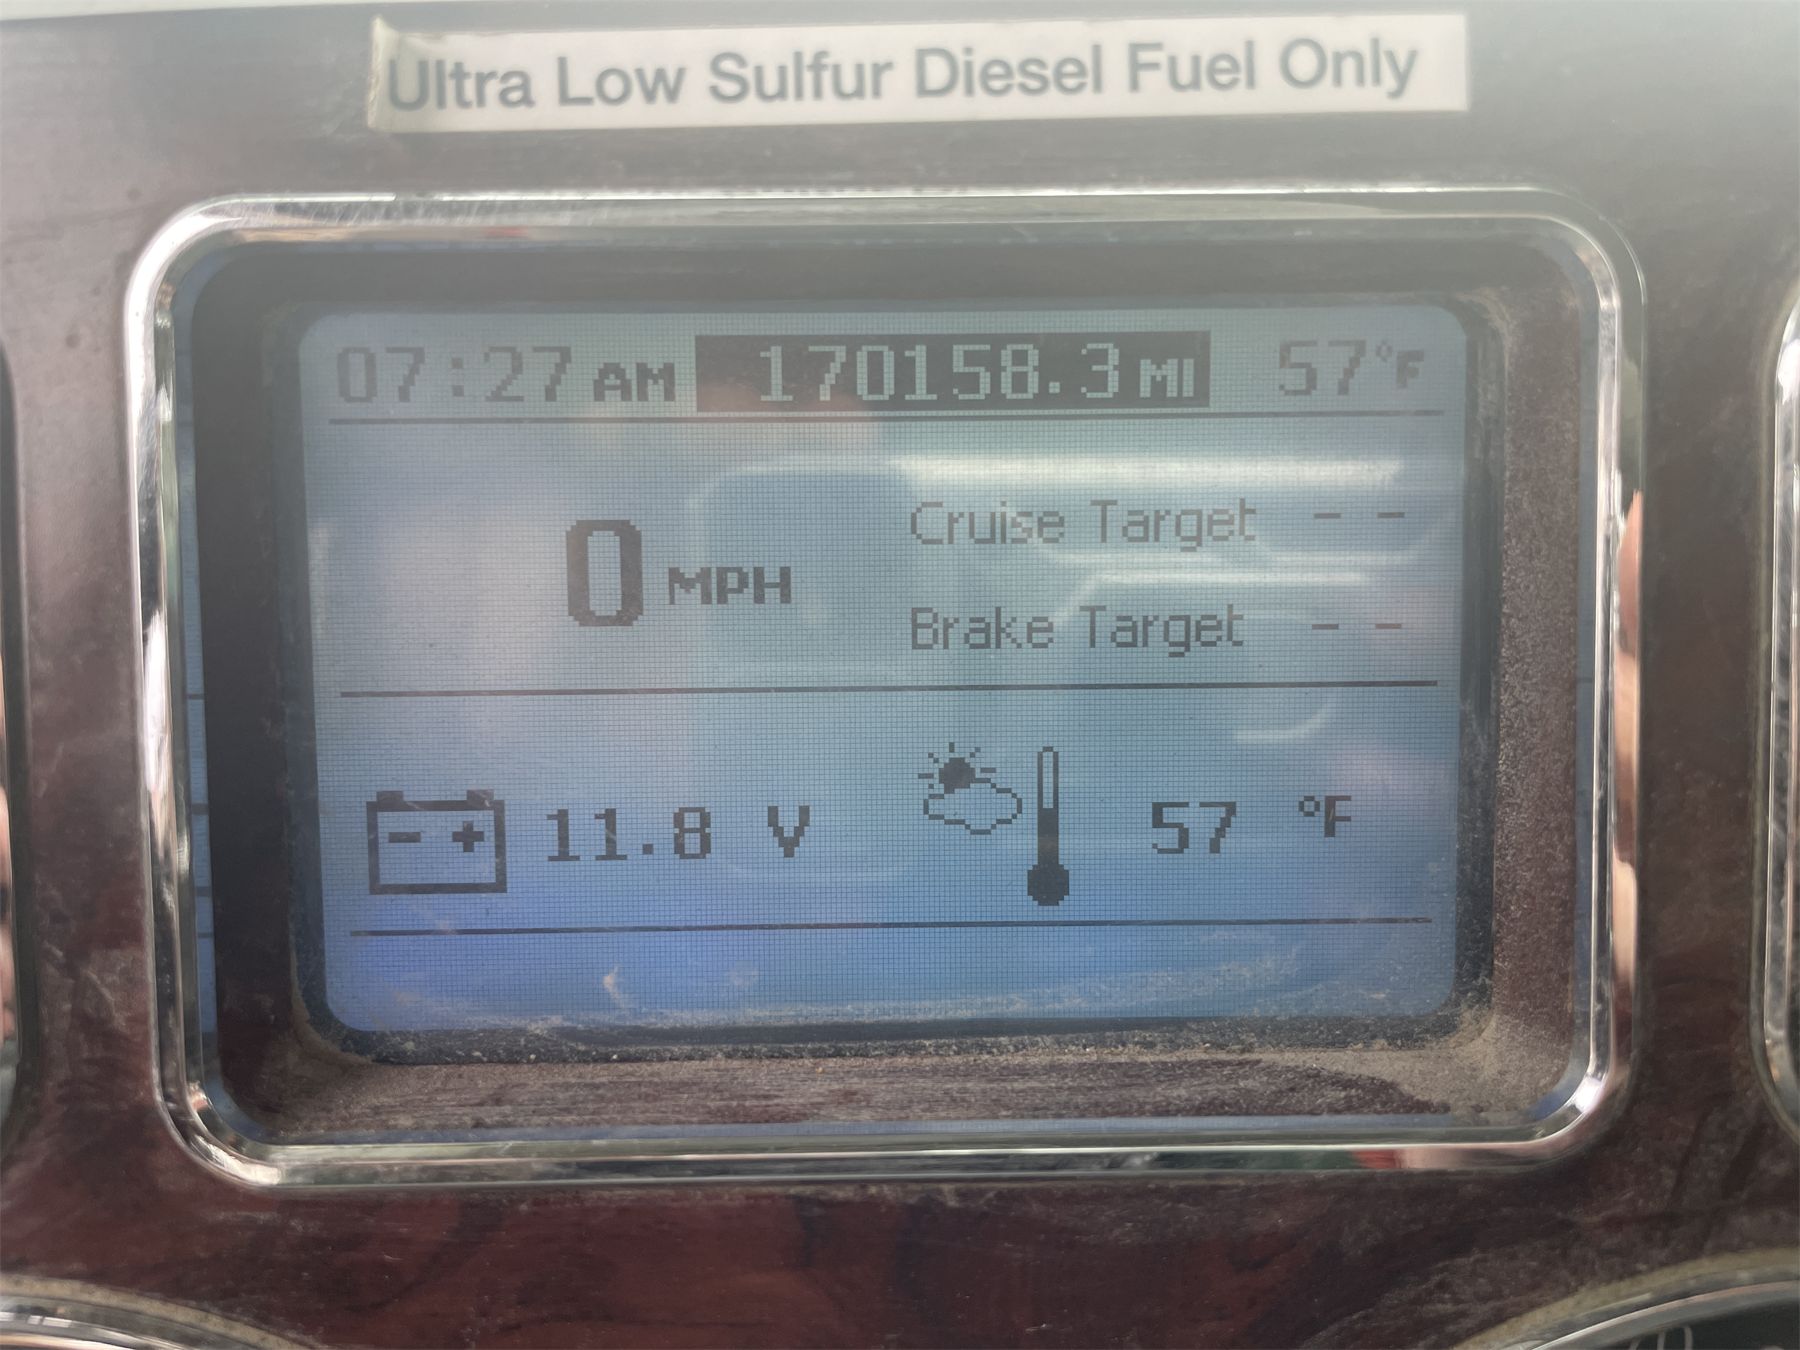 Ultra Low Sulfur Diesel Fuel Only
07:27 AM 170158.3 MI 57°F
Cruise Target --
0 MPH
Brake Target --
- + 11.8 V 57 °F